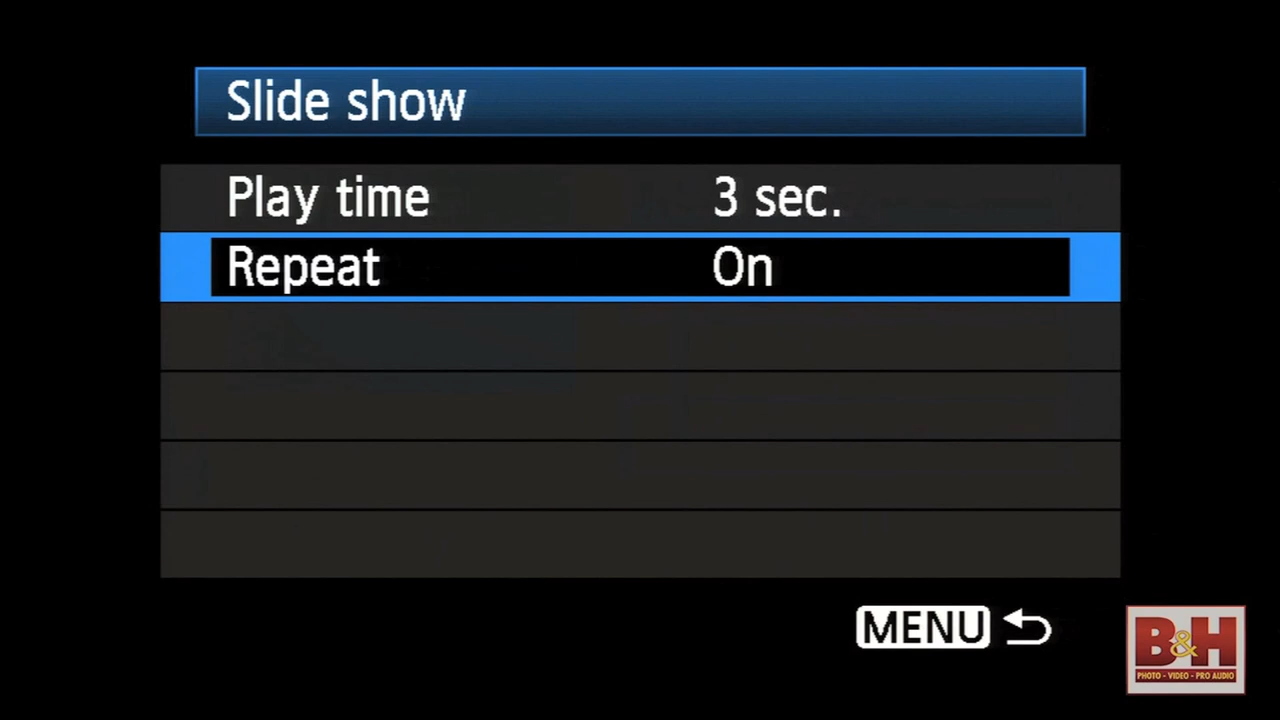 Slide show
Play time 3 sec.
Repeat On
MENU
B&H
PHOTO - VIDEO - PRO AUDIO